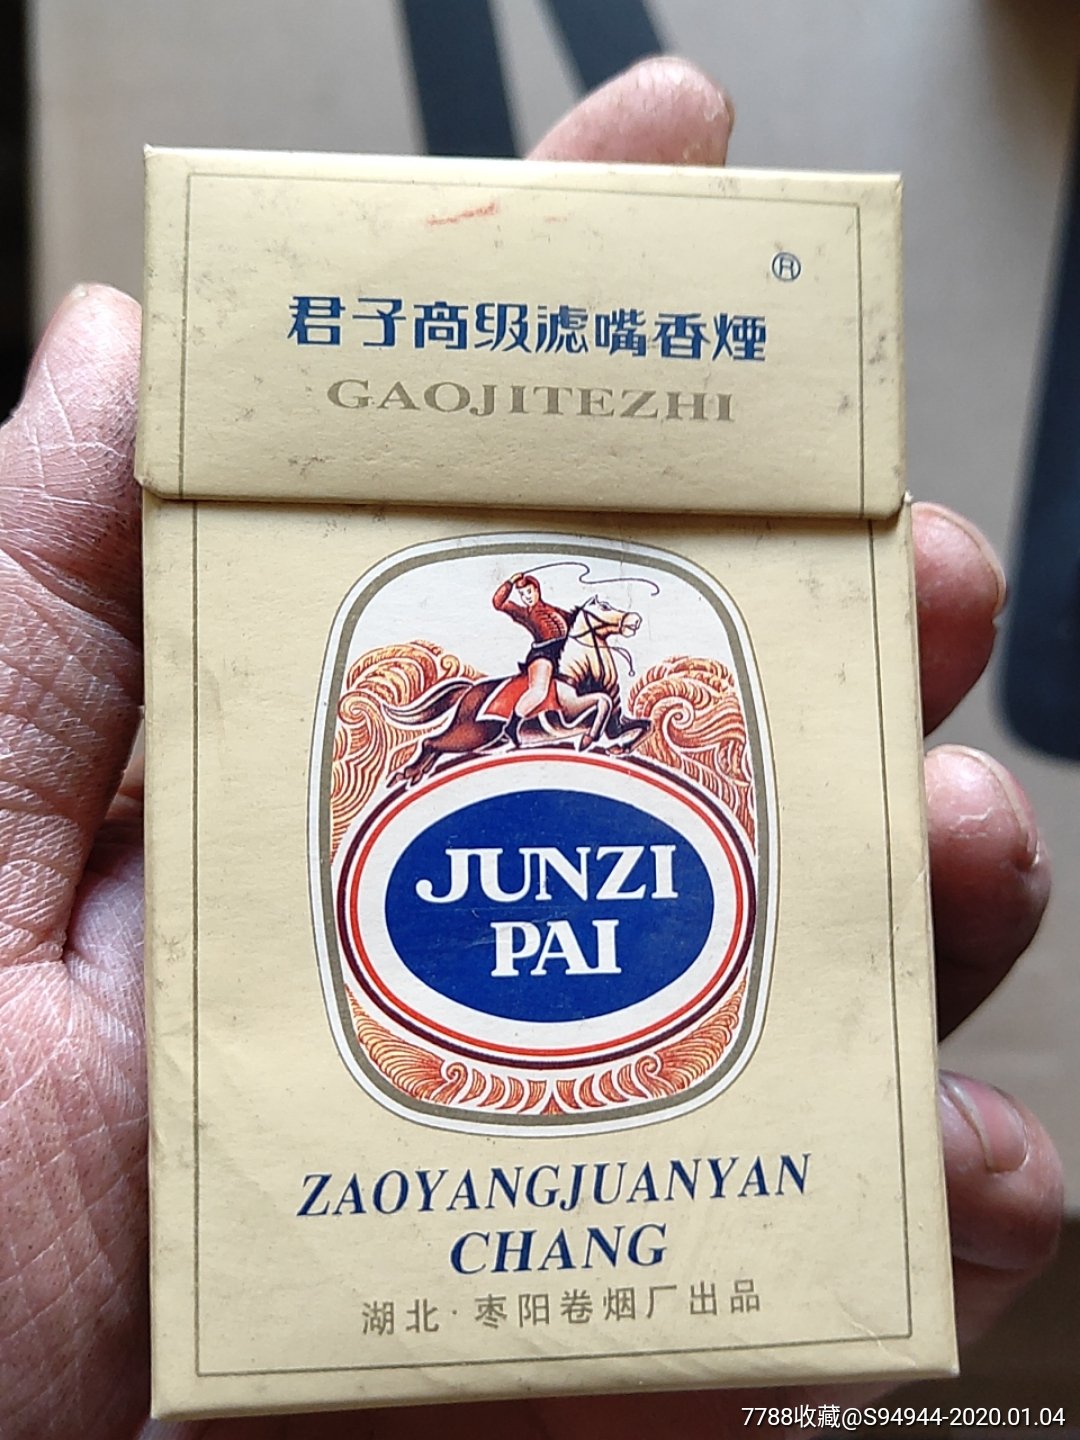 ®
君子高级滤嘴香煙
GAOJITEZHI
JUNZI
PAI
ZAOYANGJUANYAN
CHANG
湖北·枣阳卷烟厂出品
7788收藏@S94944-2020.01.04